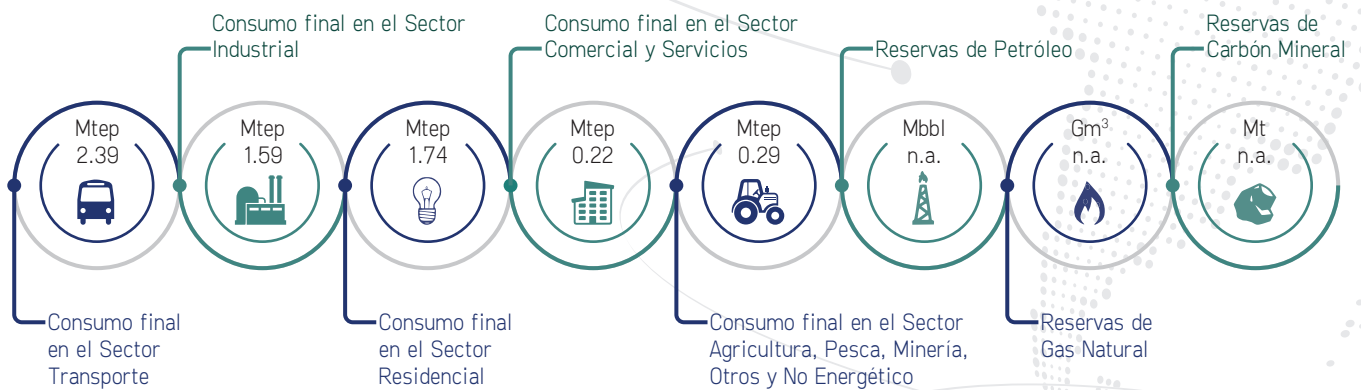 Consumo final en el Sector
Industrial
Consumo final en el Sector
Comercial y Servicios
Reservas de Petróleo
Reservas de
Carbón Mineral
Mtep
2.39
Mtep
1.59
Mtep
1.74
Mtep
0.22
Mtep
0.29
Mbbl
n.a.
Gm³
n.a.
Mt
n.a.
Consumo final
en el Sector
Transporte
Consumo final
en el Sector
Residencial
Consumo final en el Sector
Agricultura, Pesca, Minería,
Otros y No Energético
Reservas de
Gas Natural